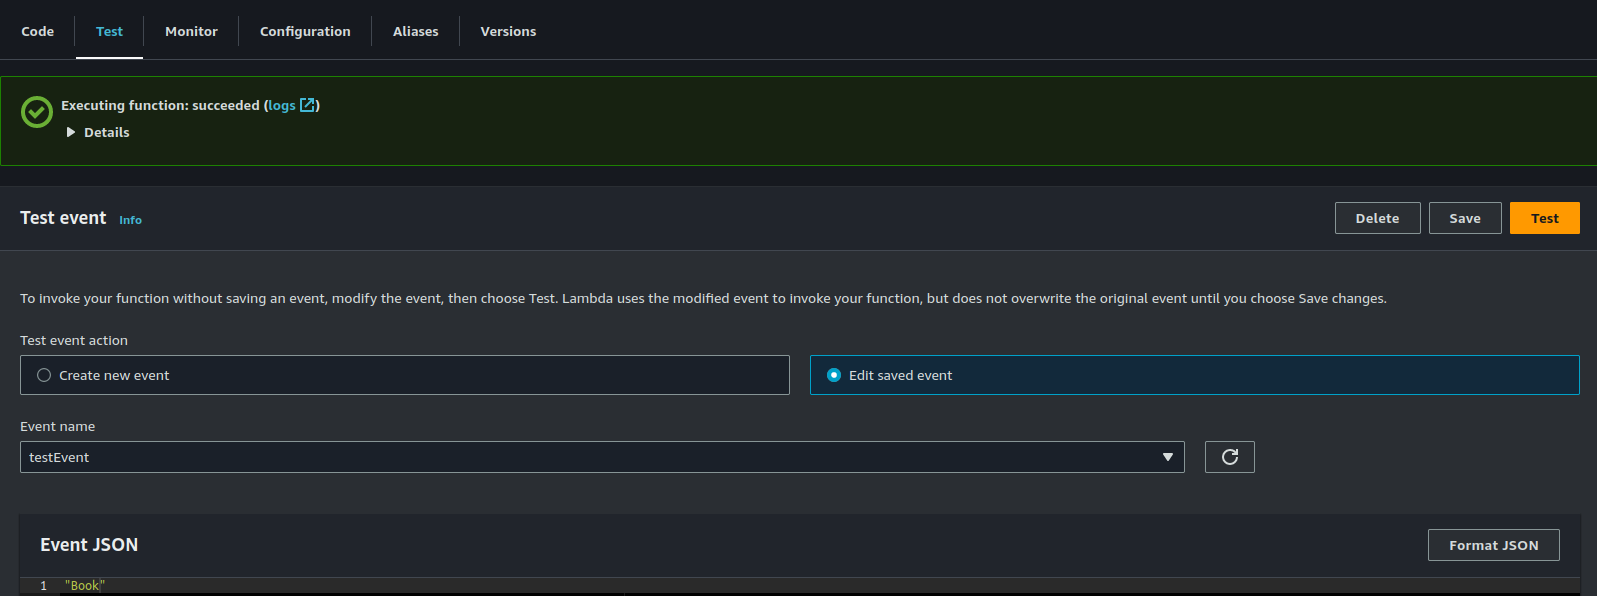 Code Test Monitor Configuration Aliases Versions
Executing function: succeeded (logs)
Details
Test event Info Delete Save Test
To invoke your function without saving an event, modify the event, then choose Test. Lambda uses the modified event to invoke your function, but does not overwrite the original event until you choose Save changes.
Test event action
Create new event Edit saved event
Event name
testEvent
Event JSON Format JSON
1 "Book"